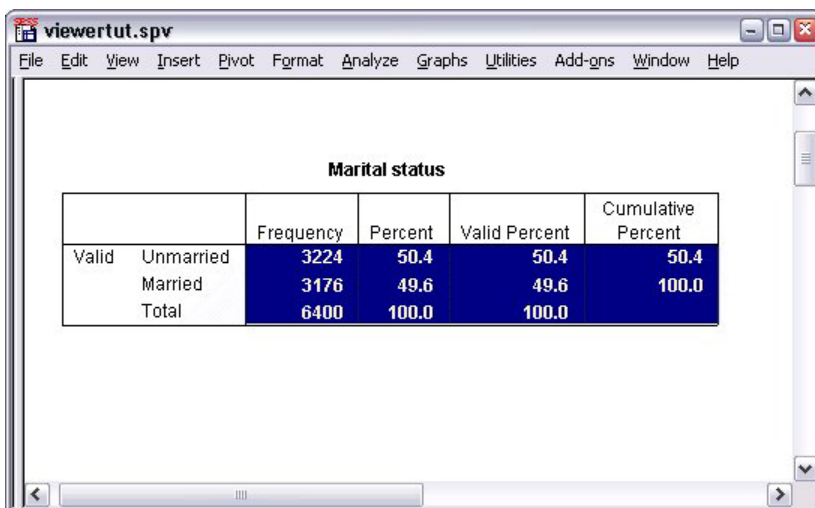 viewertut.spv
File Edit View Insert Pivot Format Analyze Graphs Utilities Add-ons Window Help
Marital status
Frequency Percent Valid Percent Cumulative Percent
Valid Unmarried 3224 50.4 50.4 50.4
Married 3176 49.6 49.6 100.0
Total 6400 100.0 100.0